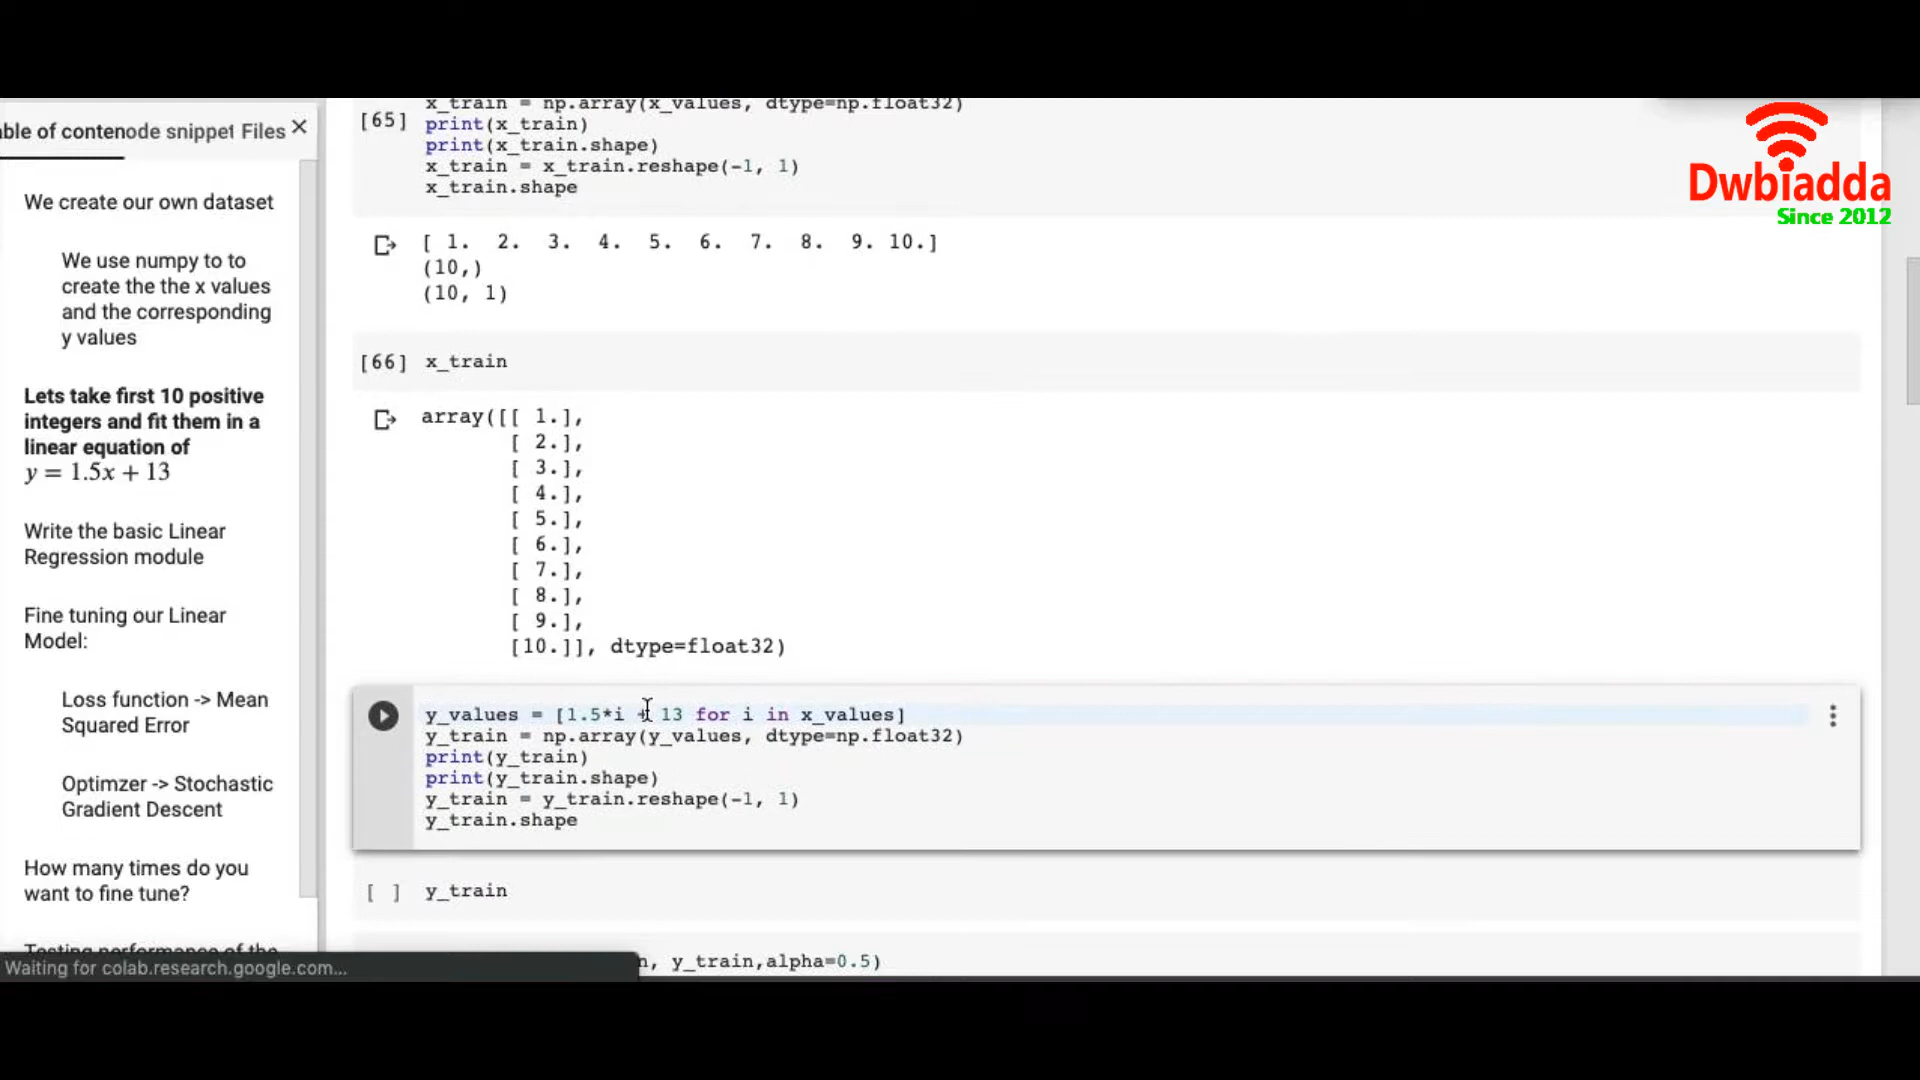 x_train = np.array(x_values, dtype=np.float32)
[65]
print(x_train)
print(x_train.shape)
x_train = x_train.reshape(-1, 1)
x_train.shape
ble of conten ode snippet Files
Dwbiadda
Since 2012
We create our own dataset
We use numpy to to
create the the x values
and the corresponding
y values
Lets take first 10 positive
integers and fit them in a
linear equation of
y = 1.5x + 13
Write the basic Linear
Regression module
Fine tuning our Linear
Model:
Loss function -> Mean
Squared Error
Optimzer -> Stochastic
Gradient Descent
How many times do you
want to fine tune?
Testing performance of the
[ 1. 2. 3. 4. 5. 6. 7. 8. 9. 10.]
(10,)
(10, 1)
[66] x_train
array([[ 1.],
[ 2.],
[ 3.],
[ 4.],
[ 5.],
[ 6.],
[ 7.],
[ 8.],
[ 9.],
[10.]], dtype=float32)
y_values = [1.5*i + 13 for i in x_values]
y_train = np.array(y_values, dtype=np.float32)
print(y_train)
print(y_train.shape)
y_train = y_train.reshape(-1, 1)
y_train.shape
[ ] y_train
n, y_train,alpha=0.5)
Waiting for colab.research.google.com...